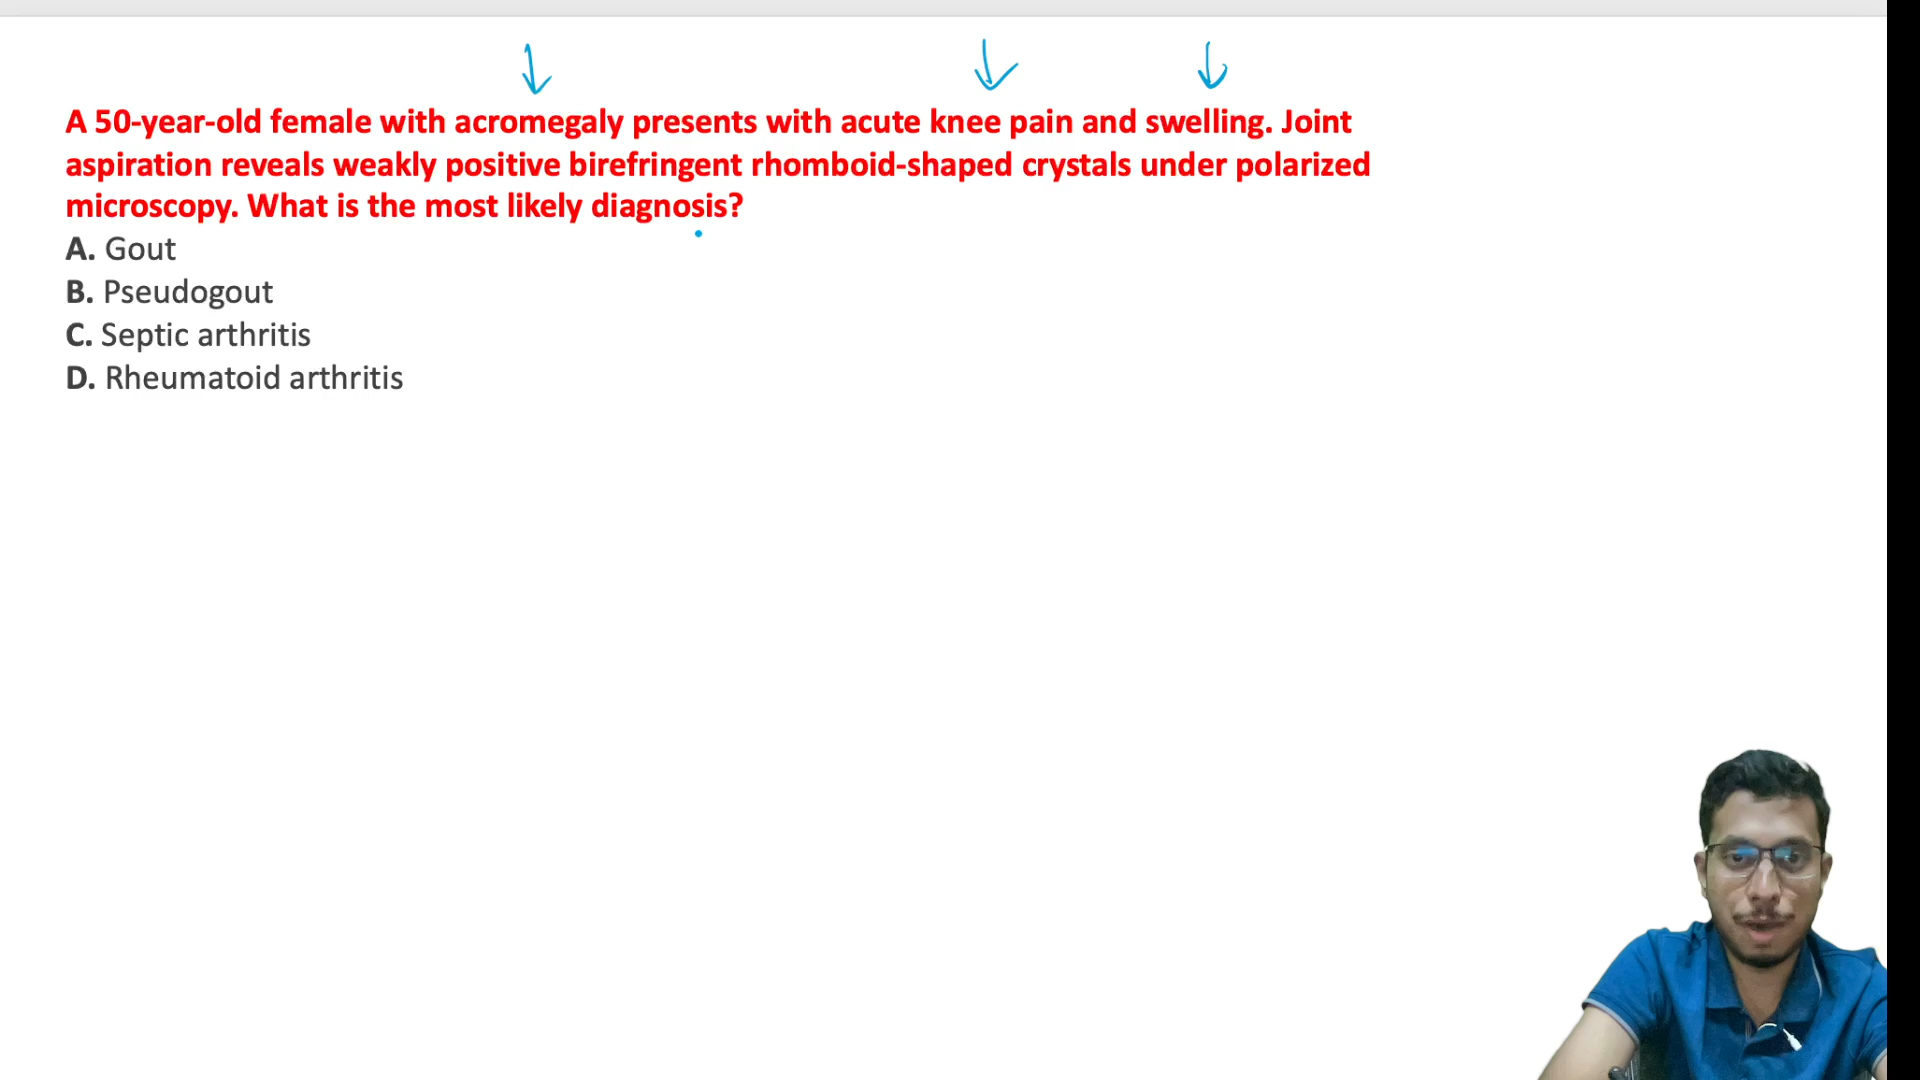 A 50-year-old female with acromegaly presents with acute knee pain and swelling. Joint
aspiration reveals weakly positive birefringent rhomboid-shaped crystals under polarized
microscopy. What is the most likely diagnosis?
A. Gout
B. Pseudogout
C. Septic arthritis
D. Rheumatoid arthritis